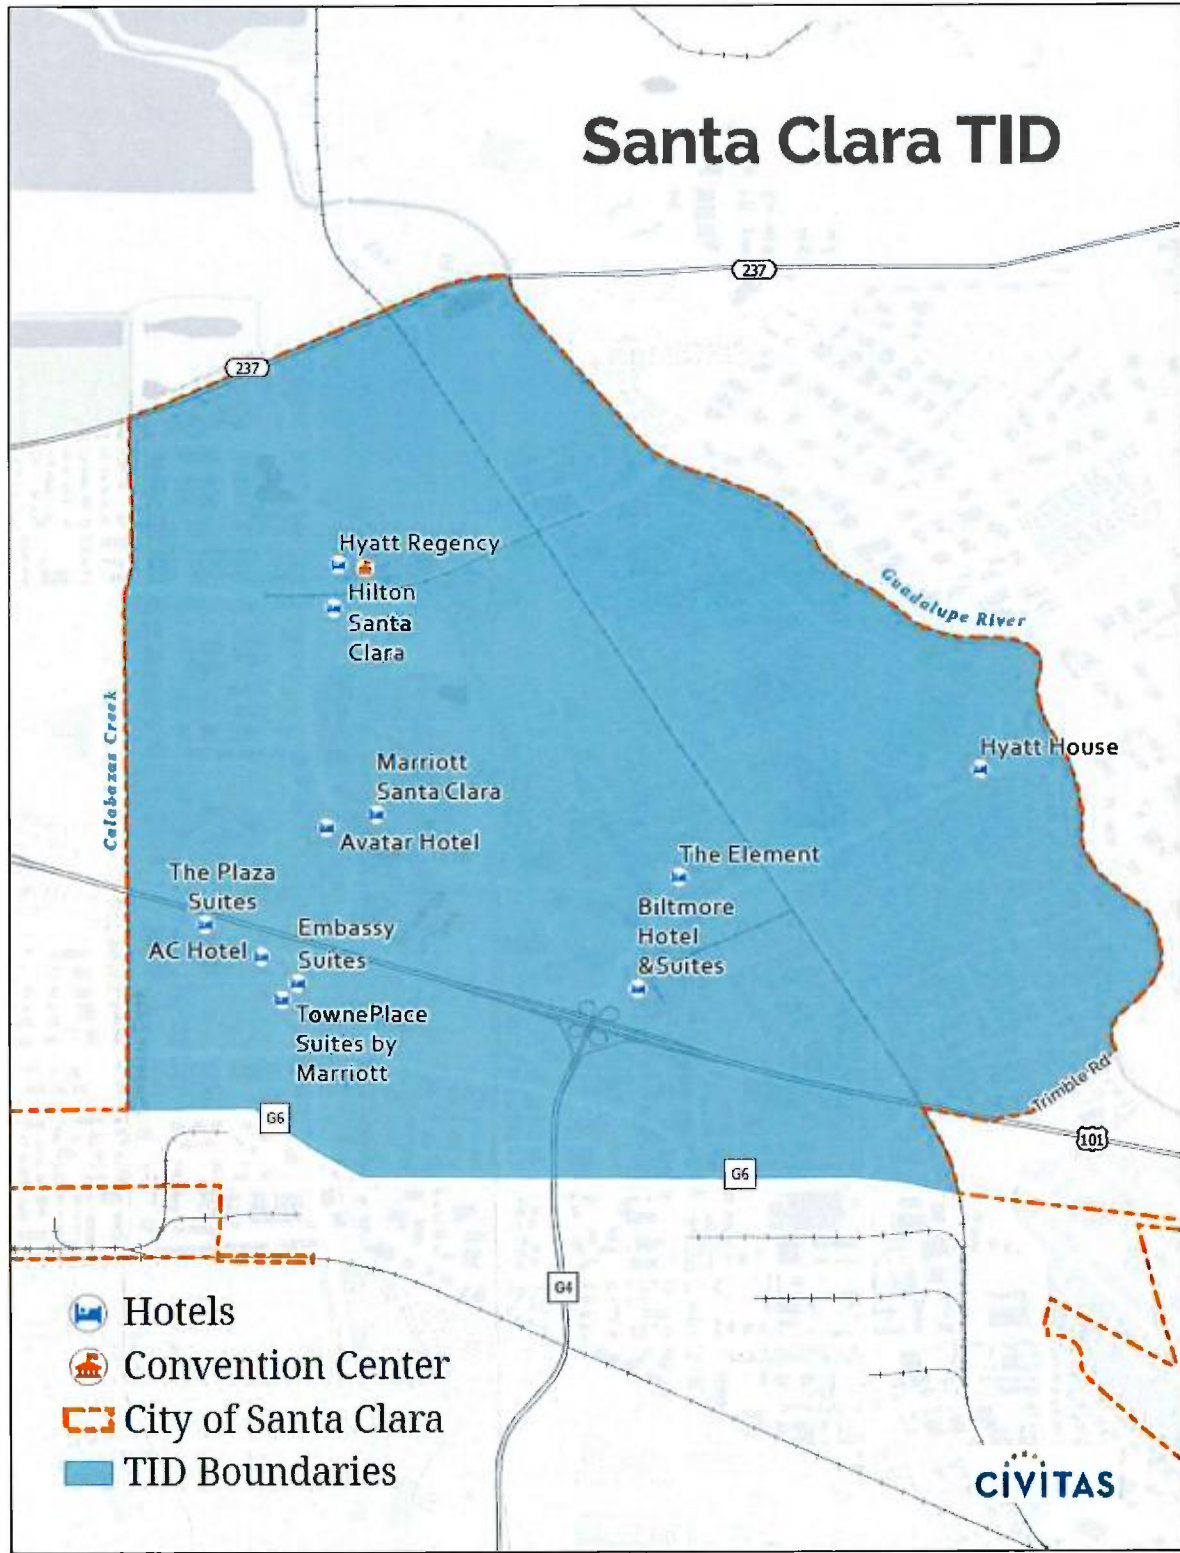 Santa Clara TID
237
237
Hyatt Regency
Hilton
Santa
Clara
Guadalupe River
Calabazas Creek
Hyatt House
Marriott
Santa Clara
Avatar Hotel
The Element
The Plaza
Suites
Biltmore
Hotel
&Suites
Embassy
Suites
AC Hotel
TownePlace
Suites by
Marriott
Trimble Rd
G6
101
G6
G4
Hotels
Convention Center
City of Santa Clara
TID Boundaries
CIVITAS